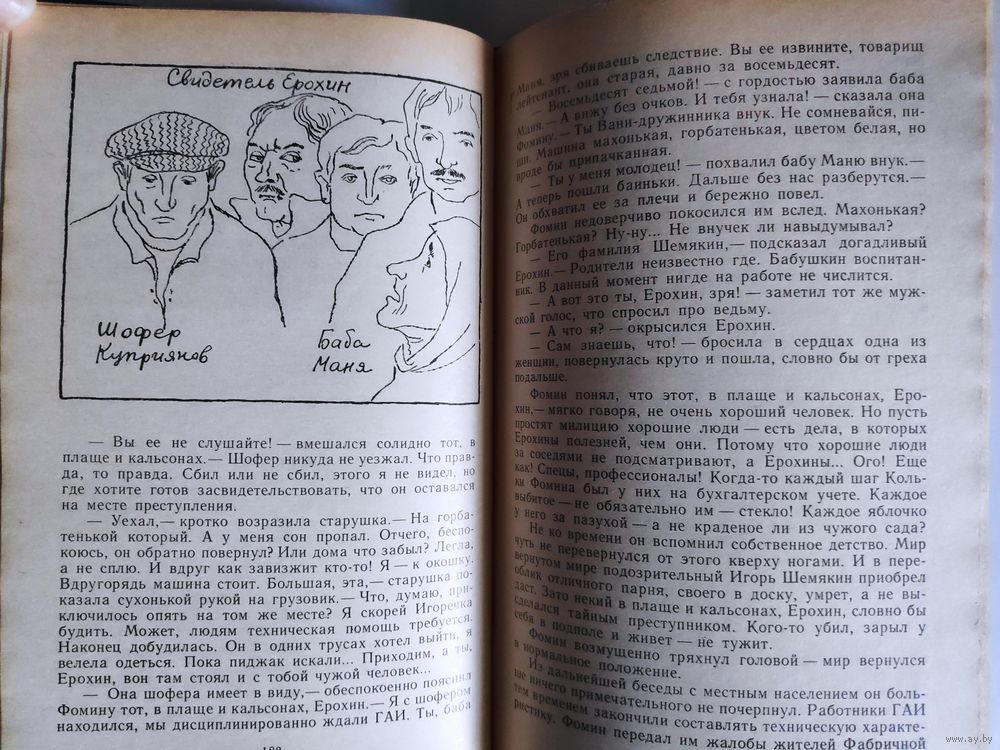 Свидетель Ерохин
Шофер
Куприянов
Баба
Маня
— Вы ее не слушайте! — вмешался солидно тот, в
плаще и кальсонах.— Шофер никуда не уезжал. Что прав-
да, то правда. Сбил или не сбил, этого я не видел, но
где хотите готов засвидетельствовать, что он оставался
на месте преступления.
— Уехал,— кротко возразила старушка.— На горба-
тенькой который. А у меня сон пропал. Отчего, беспо-
коюсь, он обратно повернул? Или дома что забыл? Легла,
а не сплю. И вдруг как завизжит кто-то! Я — к окошку.
Вдругорядь машина стоит. Большая, эта,— старушка по-
казала сухонькой рукой на грузовик.— Что, думаю, при-
ключилось опять на том же месте? Я скорей Игоречка
будить. Может, людям техническая помощь требуется.
Наконец добудилась. Он в одних трусах хотел выйти, я
велела одеться. Пока пиджак искали... Приходим, а ты,
Ерохин, вон там стоял и с тобой чужой человек...
— Она шофера имеет в виду,— обеспокоенно пояснил
Фомину тот, в плаще и кальсонах, Ерохин.— Я с шофером
находился, мы дисциплинированно ждали ГАИ. Ты, баба
188
Маня, зря сбиваешь следствие. Вы ее извините, товарищ
лейтенант, она старая, давно за восемьдесят.
— Восемьдесят седьмой! — с гордостью заявила баба
Маня.— А вижу без очков. И тебя узнала! — сказала она
Фомину.— Ты Вани-дружинника внук. Не сомневайся, пи-
ши. Машина махонькая, горбатенькая, цветом белая, но
вроде бы припачканная.
— Ты у меня молодец! — похвалил бабу Маню внук.—
А теперь пошли баиньки. Дальше без нас разберутся.—
Он обхватил ее за плечи и бережно повел.
Фомин недоверчиво покосился им вслед. Махонькая?
Горбатенькая? Ну-ну... Не внучек ли навыдумывал?
— Его фамилия Шемякин,— подсказал догадливый
Ерохин.— Родители неизвестно где. Бабушкин воспитан-
ник. В данный момент нигде на работе не числится.
— А вот это ты, Ерохин, зря! — заметил тот же муж-
ской голос, что спросил про ведьму.
— А что я? — окрысился Ерохин.
— Сам знаешь, что! — бросила в сердцах одна из
женщин, повернулась круто и пошла, словно бы от греха
подальше.
Фомин понял, что этот, в плаще и кальсонах, Еро-
хин,— мягко говоря, не очень хороший человек. Но пусть
простят милицию хорошие люди — есть дела, в которых
Ерохины полезней, чем они. Потому что хорошие люди
за соседями не подсматривают, а Ерохины... Ого! Еще
как! Спецы, профессионалы! Когда-то каждый шаг Коль-
ки Фомина был у них на бухгалтерском учете. Каждое
выбитое — не обязательно им — стекло! Каждое яблочко
у него за пазухой — а не краденое ли из чужого сада?
Не ко времени он вспомнил собственное детство. Мир
чуть не перевернулся от этого кверху ногами. И в пере-
вернутом мире подозрительный Игорь Шемякин приобрел
облик отличного парня, своего в доску, умрет, а не вы-
даст. Зато некий в плаще и кальсонах, Ерохин, словно бы
сделался тайным преступником. Кого-то убил, зарыл у
себя в подполе и живет — не тужит.
Фомин возмущенно тряхнул головой — мир вернулся
в нормальное положение.
Из дальнейшей беседы с местным населением он боль-
ше ничего примечательного не почерпнул. Работники ГАИ
тем временем закончили составлять техническую характе-
ристику. Фомин передал им жалобы жителей Фабричной
www.ay.by